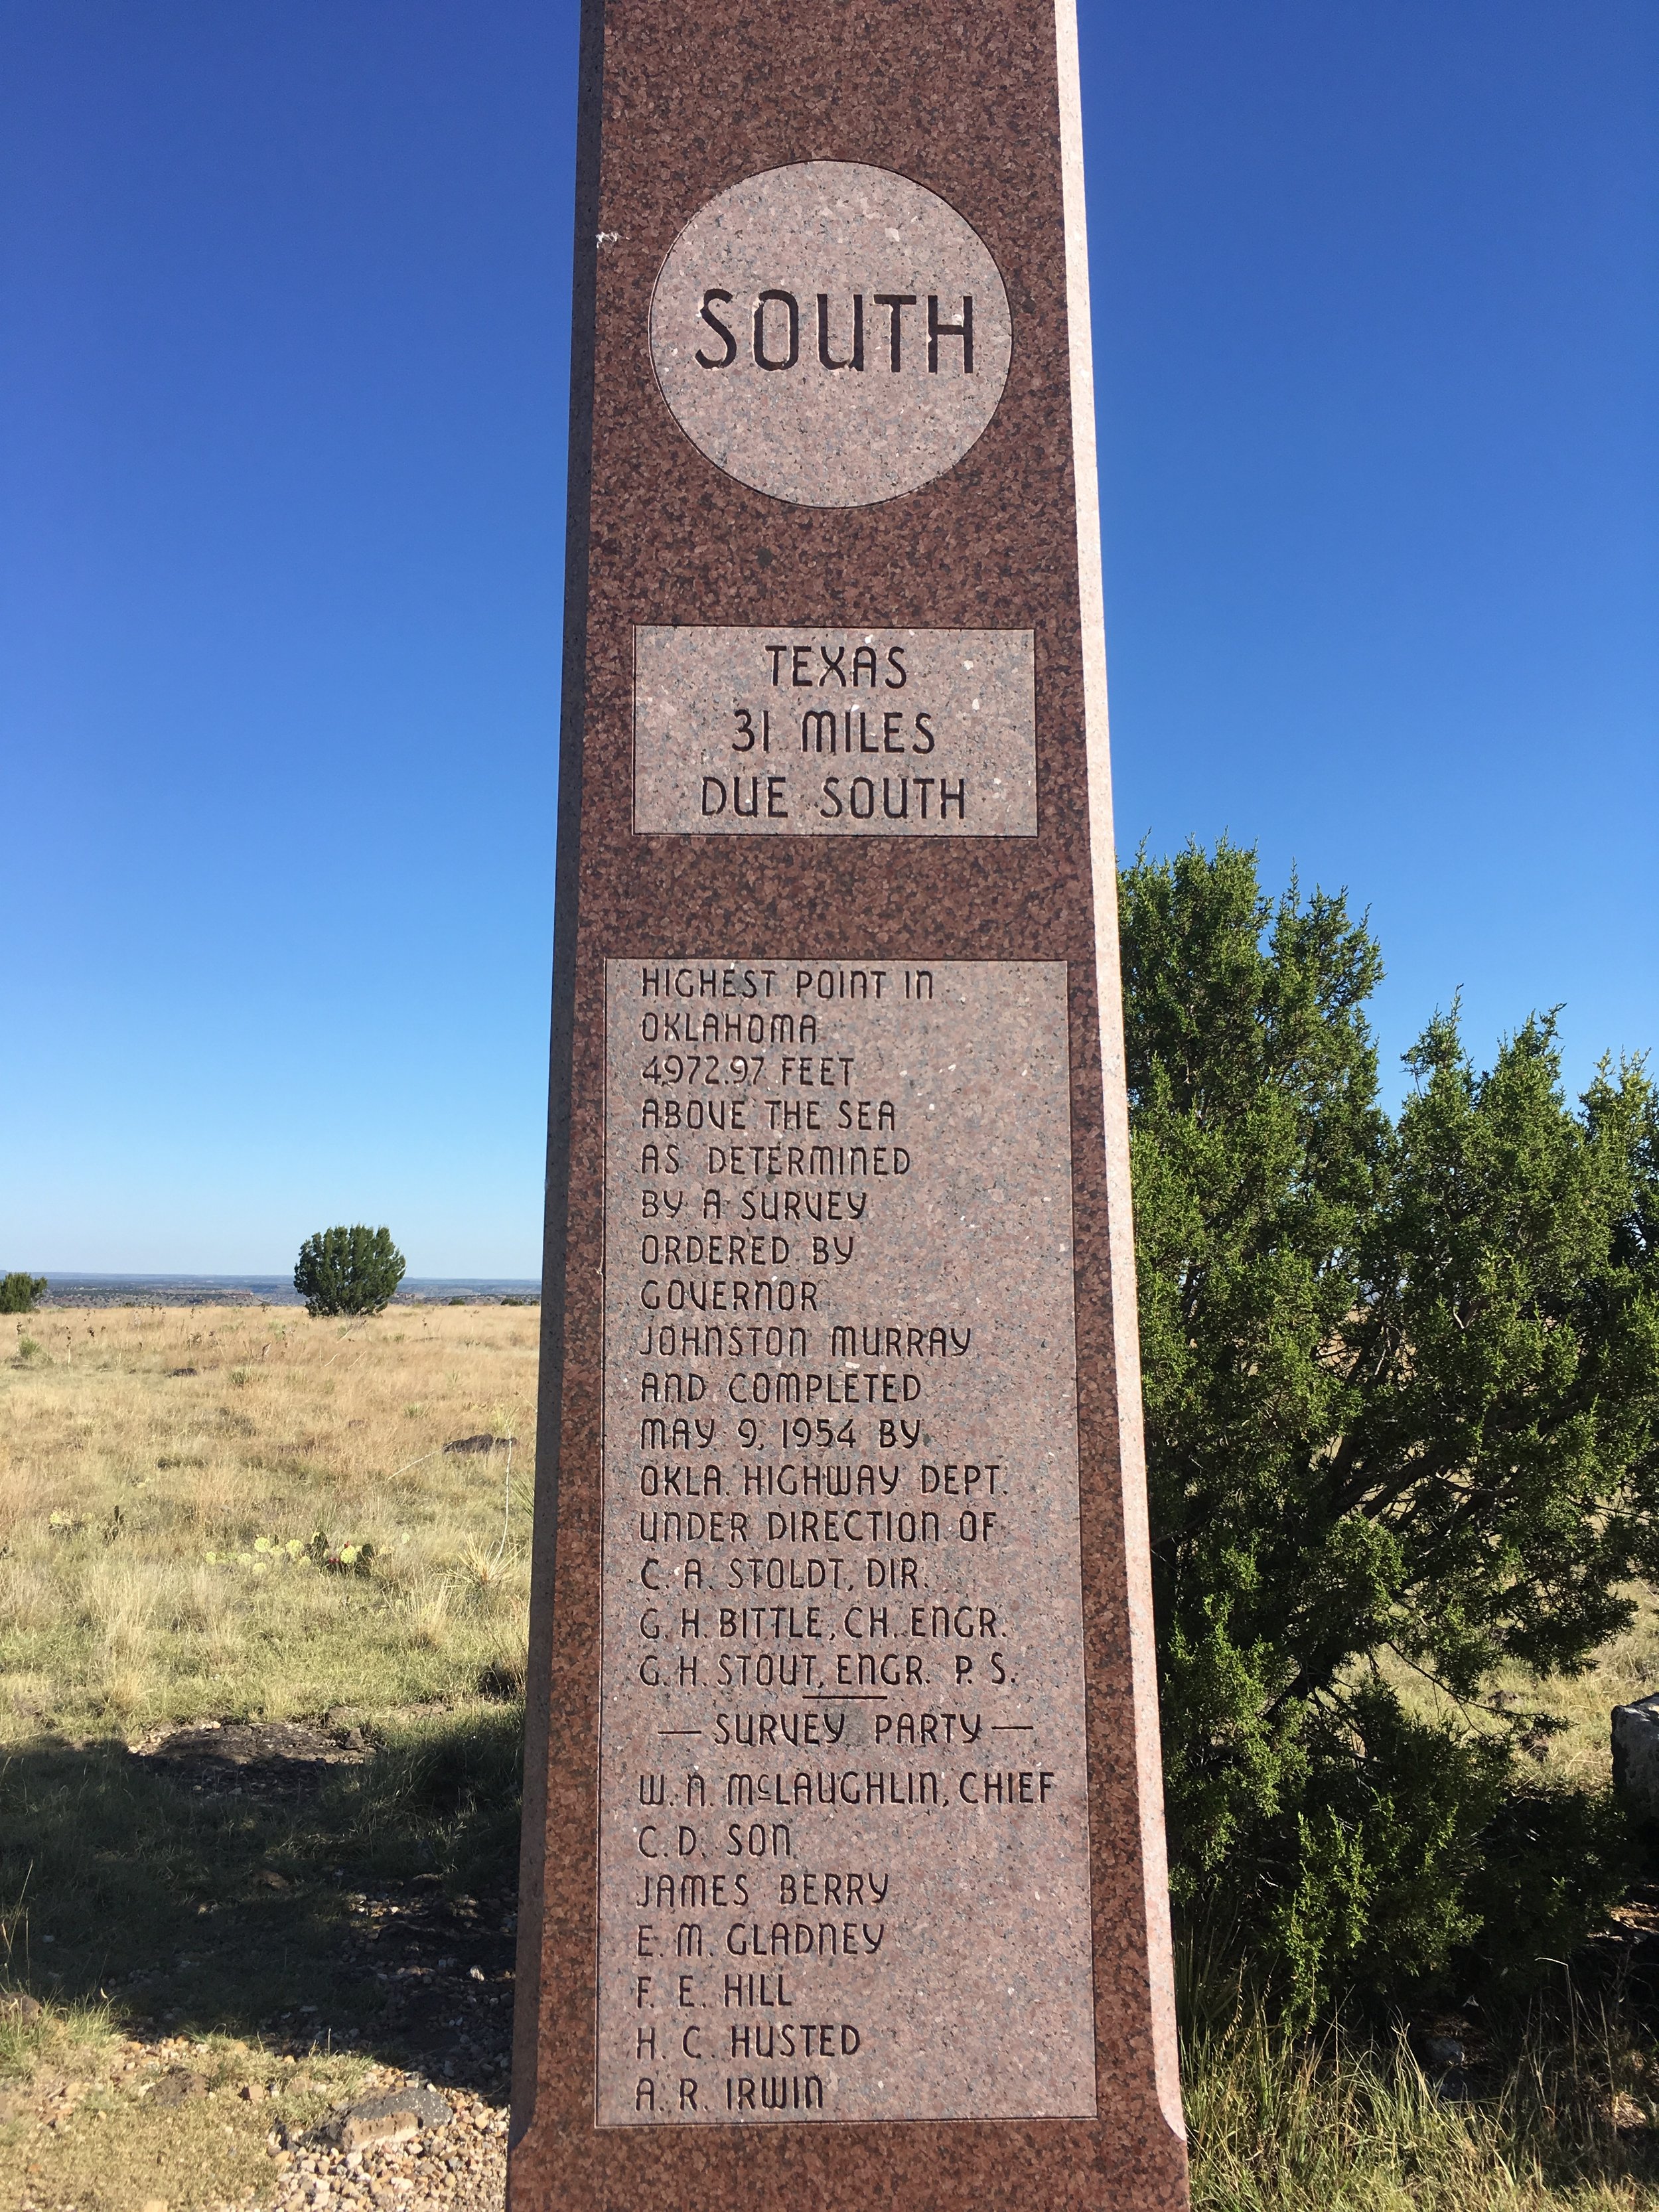 SOUTH
TEXAS
31 MILES
DUE SOUTH
HIGHEST POINT IN
OKLAHOMA
4972.97 FEET
ABOVE THE SEA
AS DETERMINED
BY A SURVEY
ORDERED BY
GOVERNOR
JOHNSTON MURRAY
AND COMPLETED
MAY 9, 1954 BY
OKLA. HIGHWAY DEPT.
UNDER DIRECTION OF
C. A. STOLDT, DIR.
G. H. BITTLE, CH. ENGR.
G. H. STOUT, ENGR. P. S.
— SURVEY PARTY —
W. N. McLAUGHLIN, CHIEF
C. D. SON
JAMES BERRY
E. M. GLADNEY
F. E. HILL
H. C. HUSTED
A. R. IRWIN